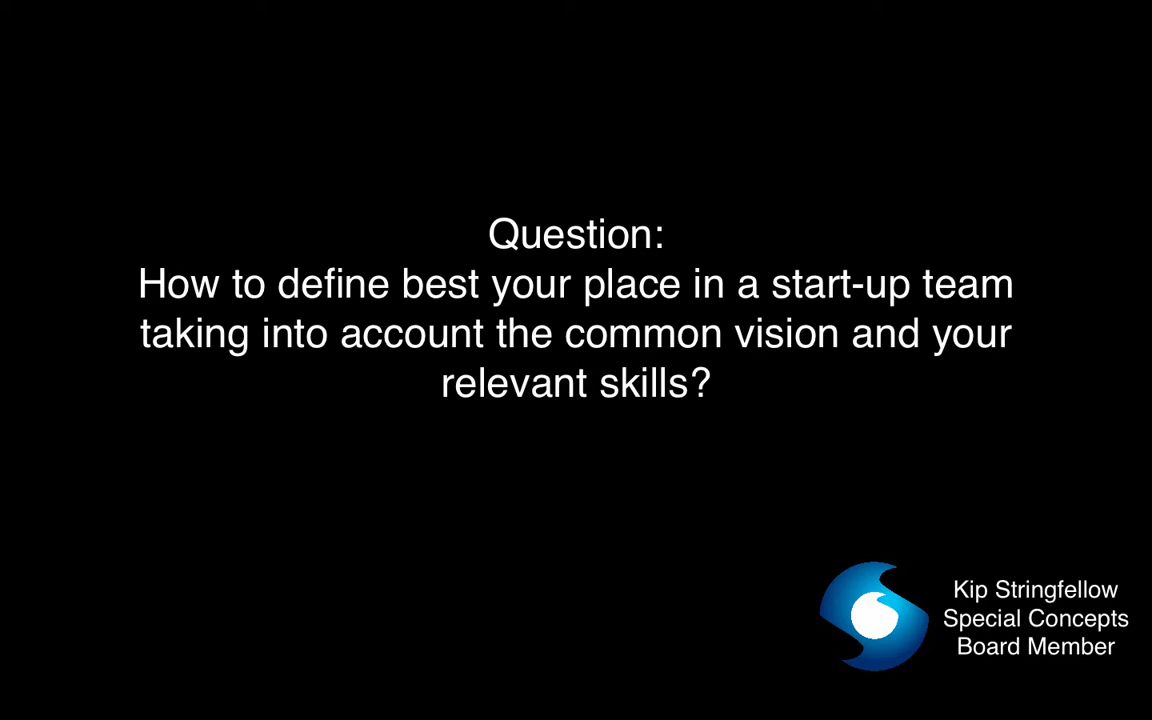 Question:
How to define best your place in a start-up team
taking into account the common vision and your
relevant skills?
Kip Stringfellow
Special Concepts
Board Member